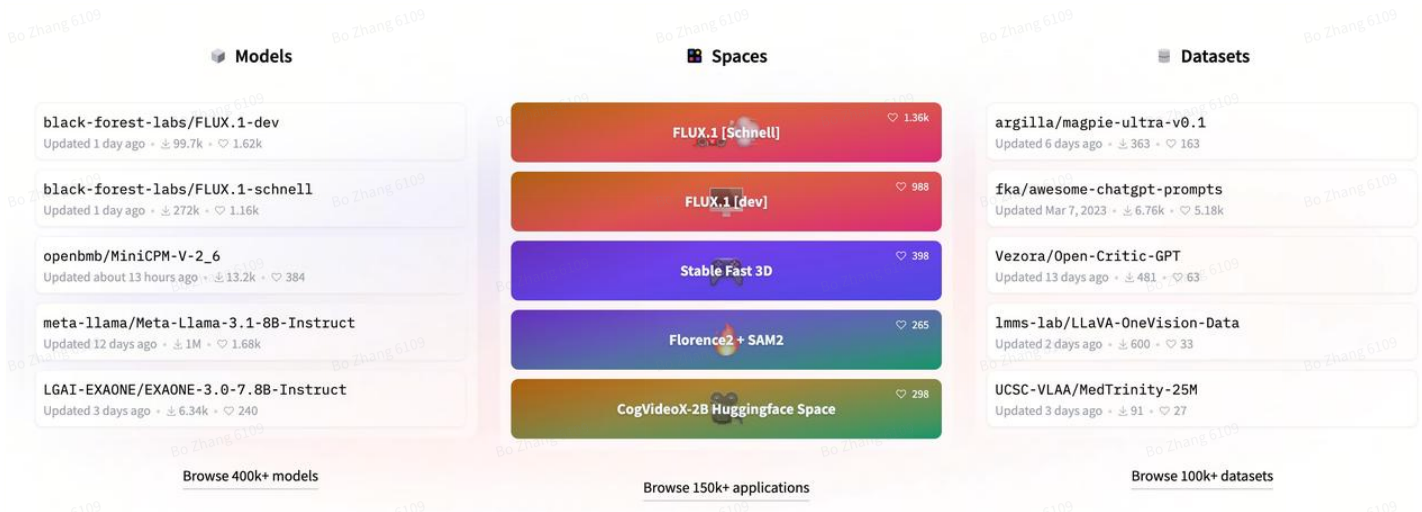 Models
black-forest-labs/FLUX.1-dev
Updated 1 day ago • 99.7k • 1.62k
black-forest-labs/FLUX.1-schnell
Updated 1 day ago • 272k • 1.16k
openbmb/MiniCPM-V-2_6
Updated about 13 hours ago • 13.2k • 384
meta-llama/Meta-Llama-3.1-8B-Instruct
Updated 12 days ago • 1M • 1.68k
LGAI-EXAONE/EXAONE-3.0-7.8B-Instruct
Updated 3 days ago • 6.34k • 240
Browse 400k+ models
Spaces
1.36k
FLUX.1 [Schnell]
988
FLUX.1 [dev]
398
Stable Fast 3D
265
Florence2 + SAM2
298
CogVideoX-2B Huggingface Space
Browse 150k+ applications
Datasets
argilla/magpie-ultra-v0.1
Updated 6 days ago • 363 • 163
fka/awesome-chatgpt-prompts
Updated Mar 7, 2023 • 6.76k • 5.18k
Vezora/Open-Critic-GPT
Updated 13 days ago • 481 • 63
lmms-lab/LLaVA-OneVision-Data
Updated 2 days ago • 600 • 33
UCSC-VLAA/MedTrinity-25M
Updated 3 days ago • 91 • 27
Browse 100k+ datasets
Bo Zhang 6109